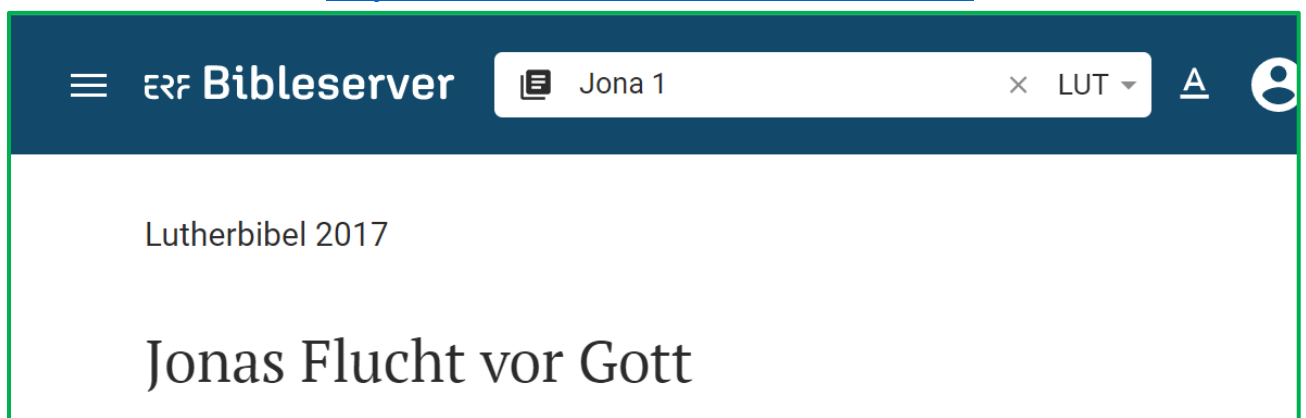 ERF Bibleserver Jona 1 × LUT A
Lutherbibel 2017
Jonas Flucht vor Gott